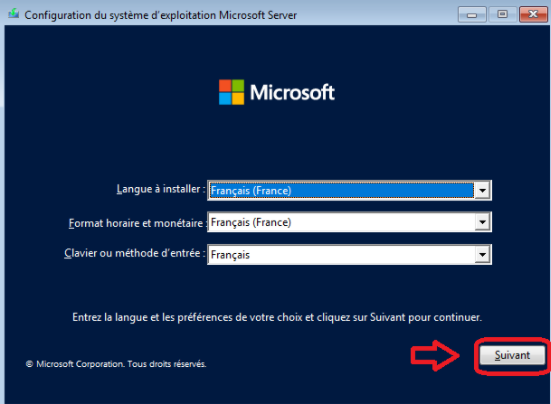 Configuration du système d'exploitation Microsoft Server
Microsoft
Langue à installer : Français (France)
Format horaire et monétaire : Français (France)
Clavier ou méthode d'entrée : Français
Entrez la langue et les préférences de votre choix et cliquez sur Suivant pour continuer.
Suivant
© Microsoft Corporation. Tous droits réservés.